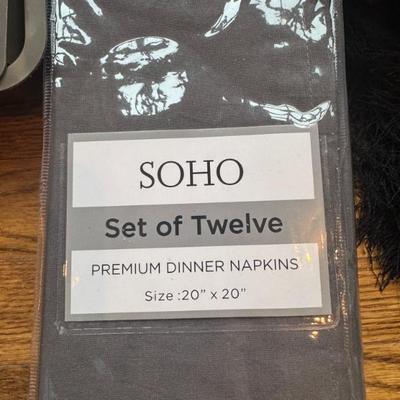 SOHO
Set of Twelve
PREMIUM DINNER NAPKINS
Size :20” x 20”